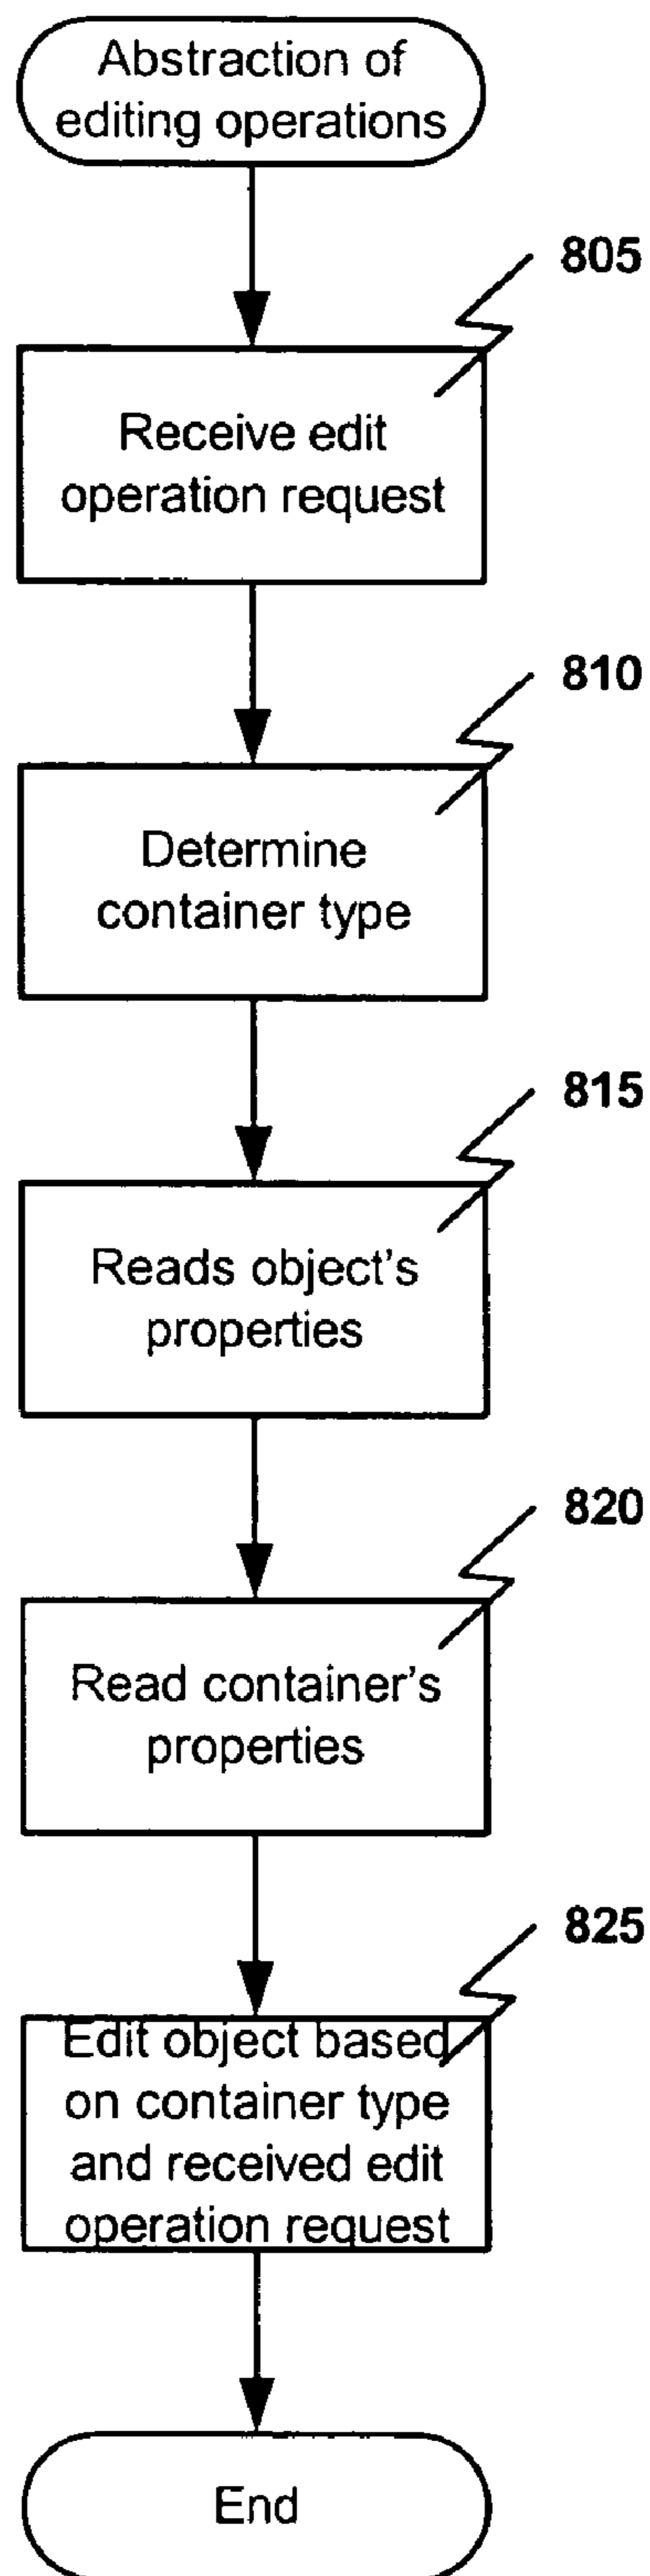 Abstraction of
editing operations
805
Receive edit
operation request
810
Determine
container type
815
Reads object's
properties
820
Read container's
properties
825
Edit object based
on container type
and received edit
operation request
End